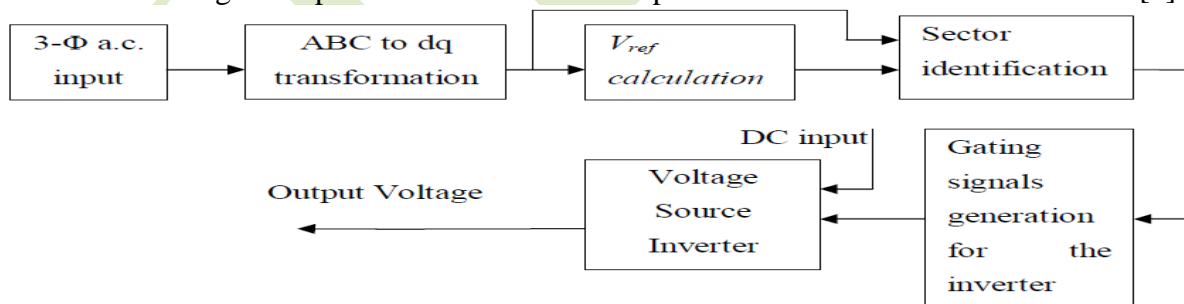 3-Φ a.c.
input
ABC to dq
transformation
V_ref
calculation
Sector
identification
DC input
Gating
signals
generation
for the
inverter
Voltage
Source
Inverter
Output Voltage